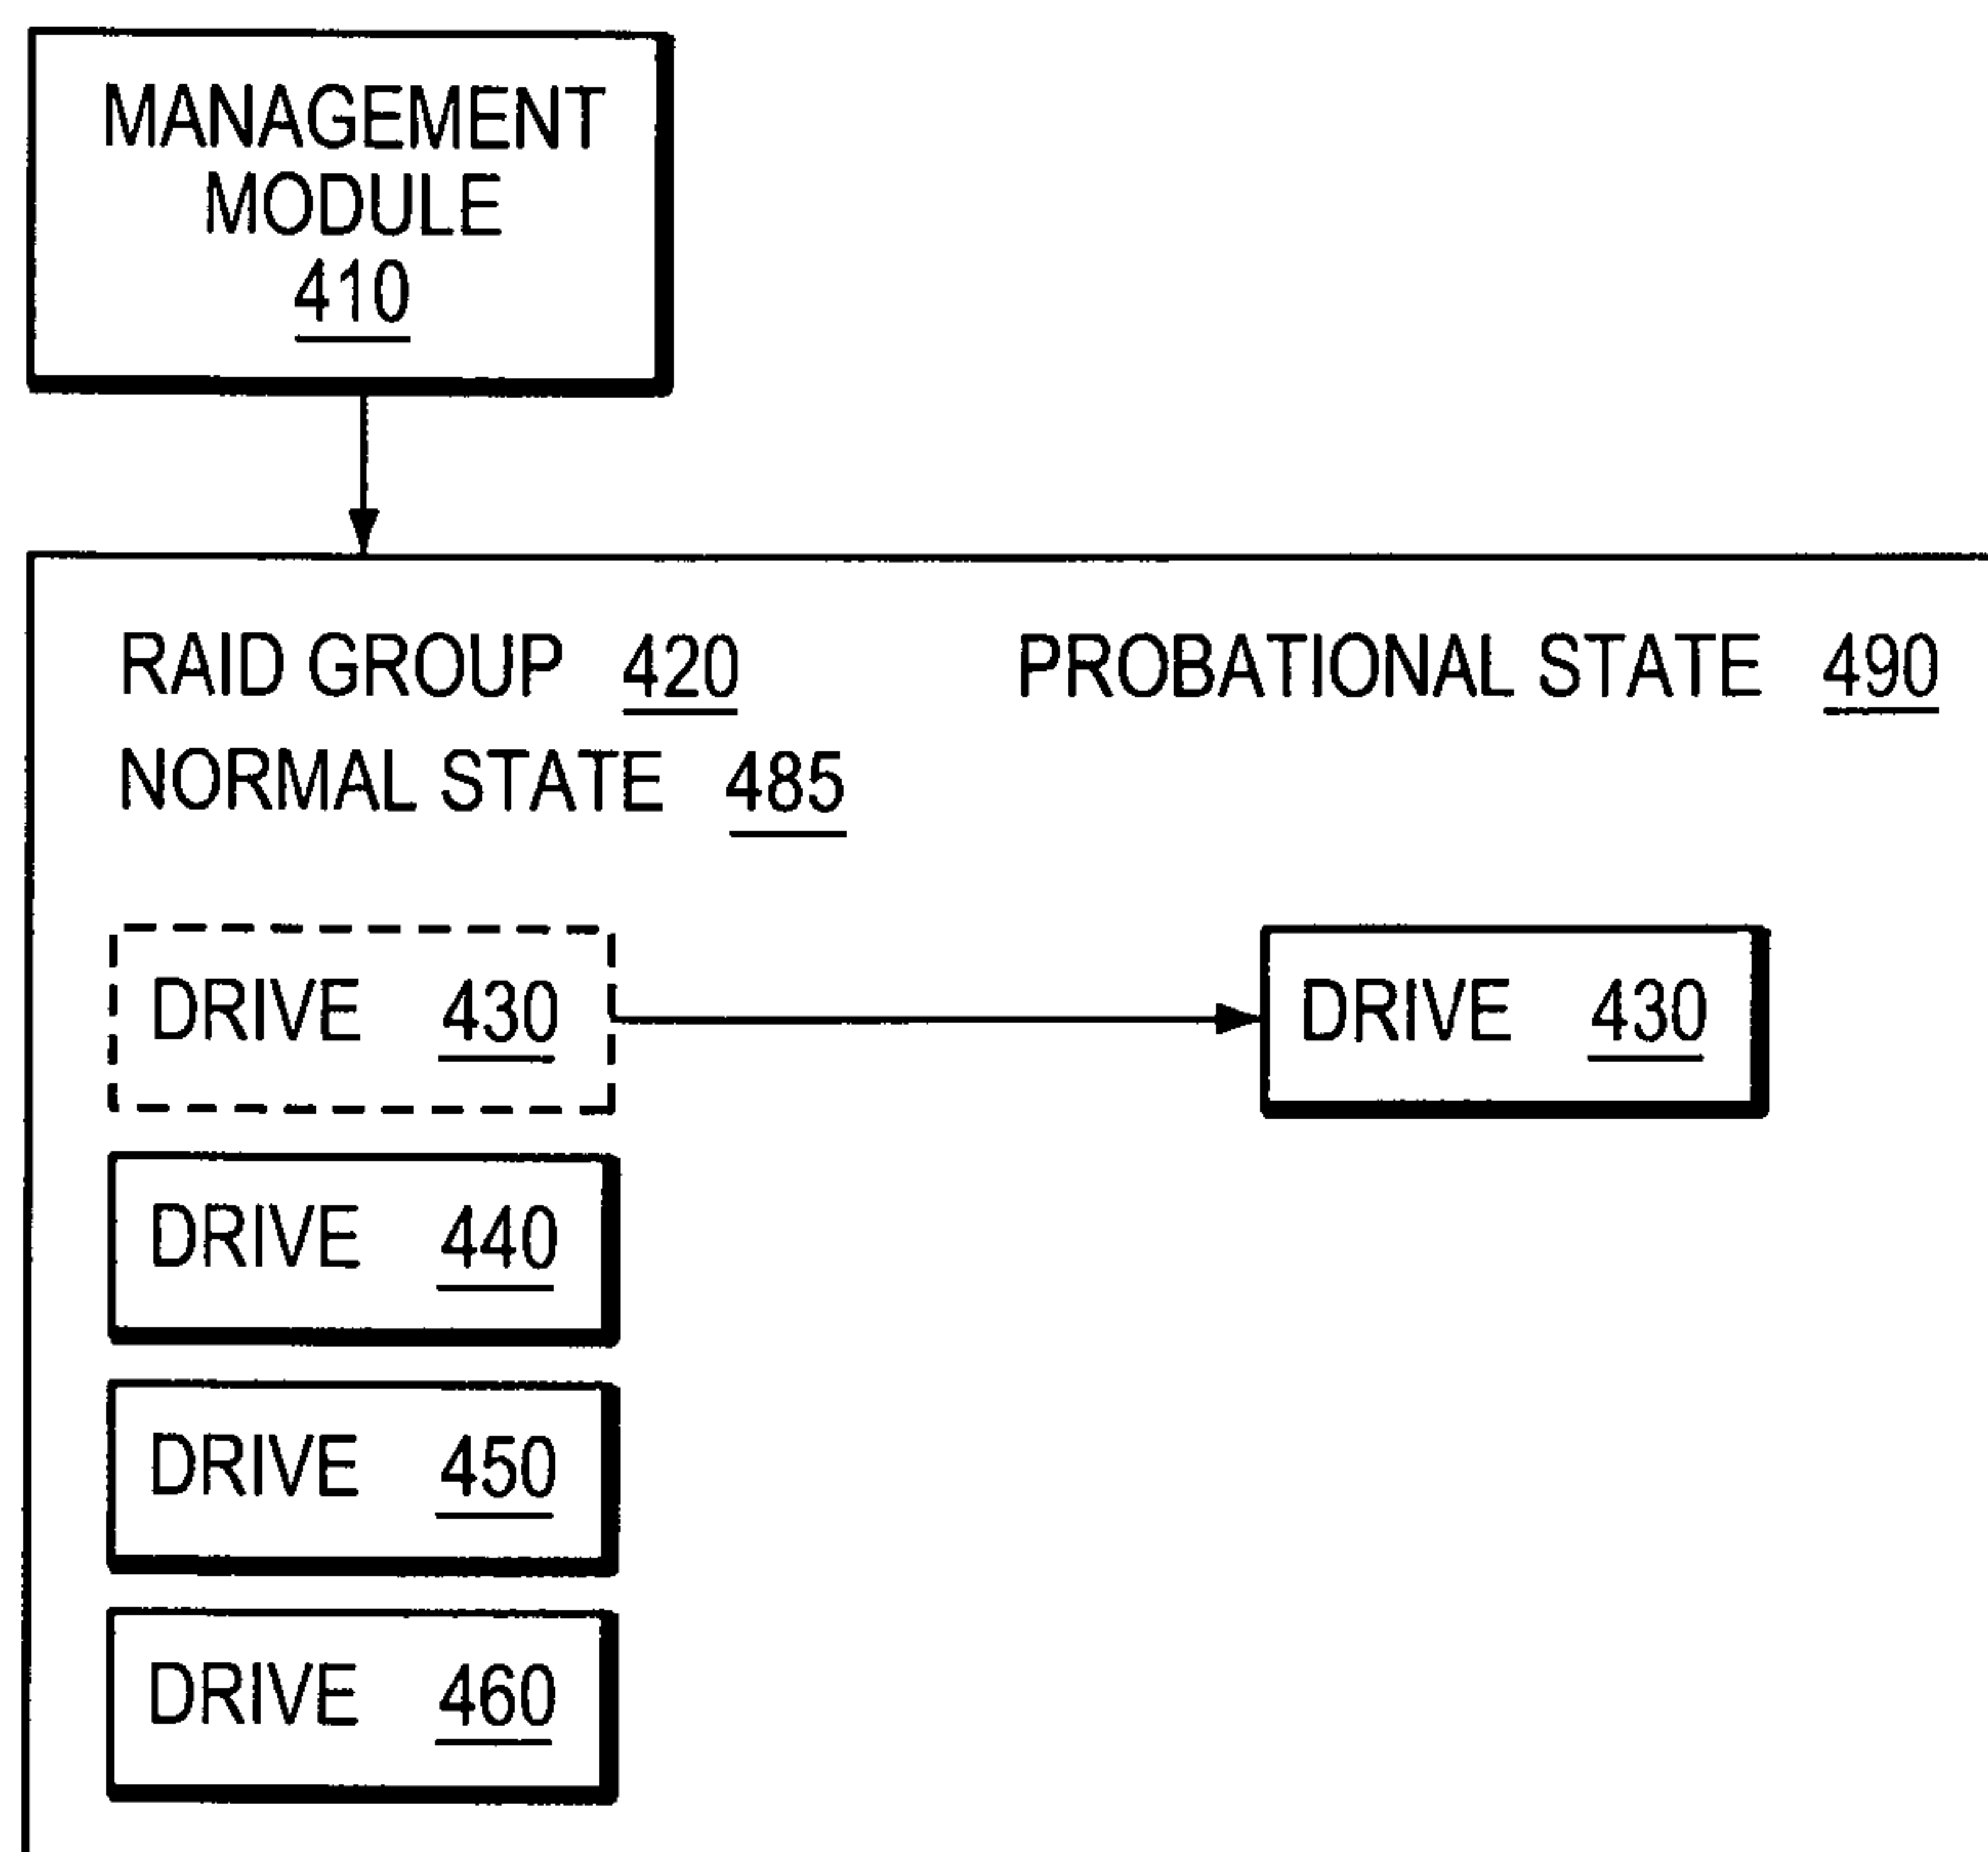 MANAGEMENT
MODULE
410
RAID GROUP 420 PROBATIONAL STATE 490
NORMAL STATE 485
DRIVE 430 DRIVE 430
DRIVE 440
DRIVE 450
DRIVE 460